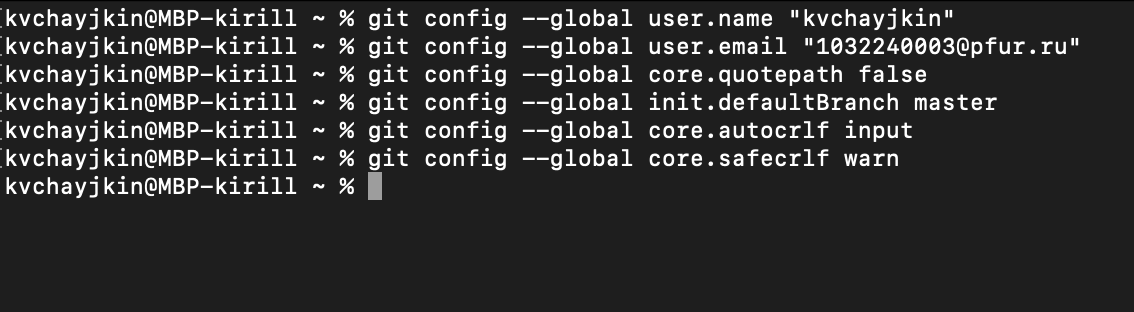 [kvchayjkin@MBP-kirill ~ % git config --global user.name "kvchayjkin"
[kvchayjkin@MBP-kirill ~ % git config --global user.email "1032240003@pfur.ru"
[kvchayjkin@MBP-kirill ~ % git config --global core.quotepath false
[kvchayjkin@MBP-kirill ~ % git config --global init.defaultBranch master
[kvchayjkin@MBP-kirill ~ % git config --global core.autocrlf input
[kvchayjkin@MBP-kirill ~ % git config --global core.safecrlf warn
kvchayjkin@MBP-kirill ~ %